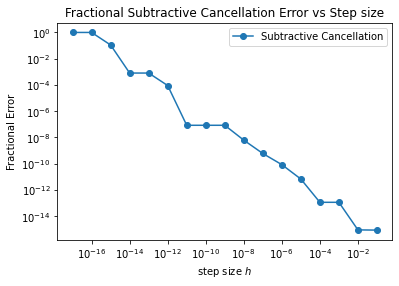 Fractional Subtractive Cancellation Error vs Step size
Subtractive Cancellation
Fractional Error
10⁰
10⁻²
10⁻⁴
10⁻⁶
10⁻⁸
10⁻¹⁰
10⁻¹²
10⁻¹⁴
10⁻¹⁶ 10⁻¹⁴ 10⁻¹² 10⁻¹⁰ 10⁻⁸ 10⁻⁶ 10⁻⁴ 10⁻²
step size h